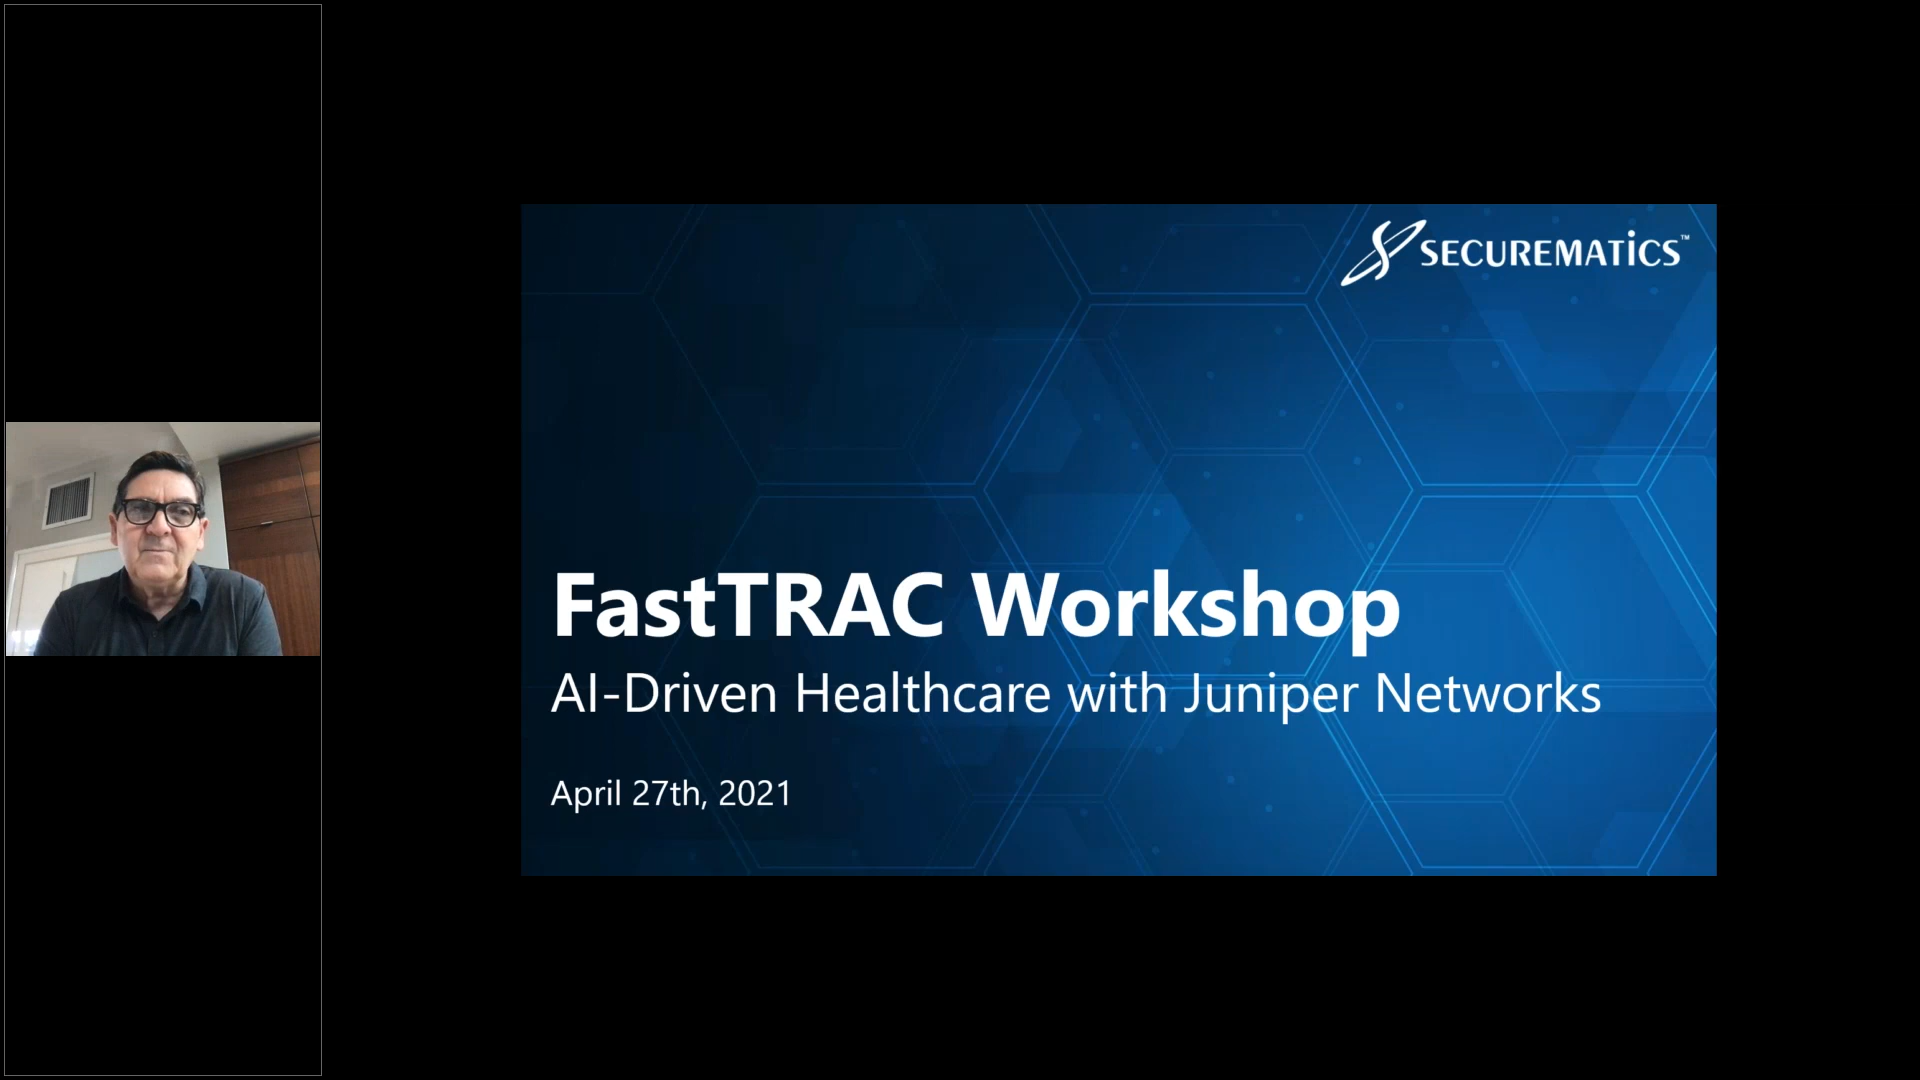 SECUREMATICS™
FastTRAC Workshop
AI-Driven Healthcare with Juniper Networks
April 27th, 2021